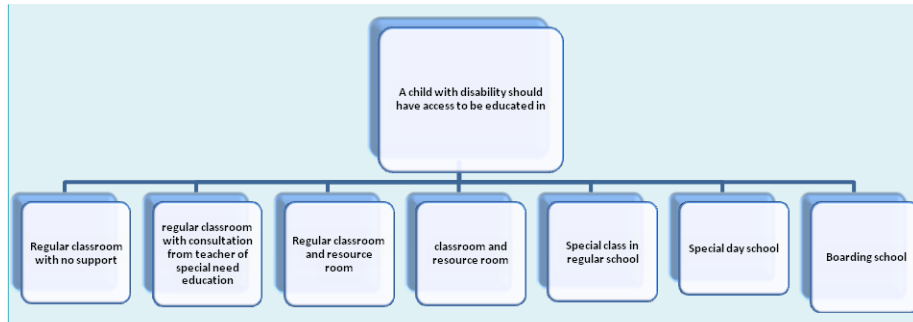 A child with disability should
have access to be educated in
Regular classroom
with no support
regular classroom
with consultation
from teacher of
special need
education
Regular classroom
and resource
room
classroom and
resource room
Special class in
regular school
Special day school
Boarding school